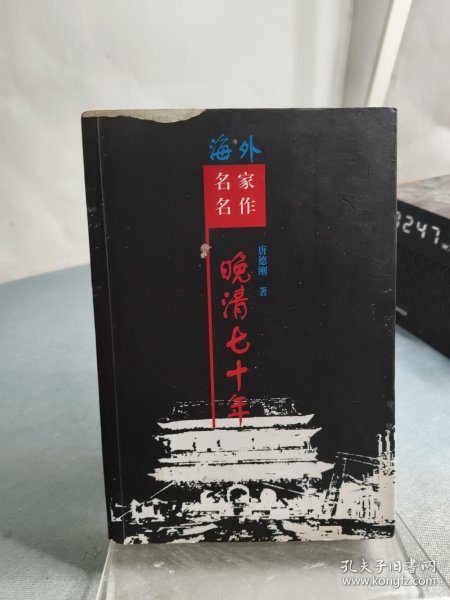 海外
名家
名作
唐德刚 著
晚清七十年
9247
孔夫子旧书网
www.kongfz.com